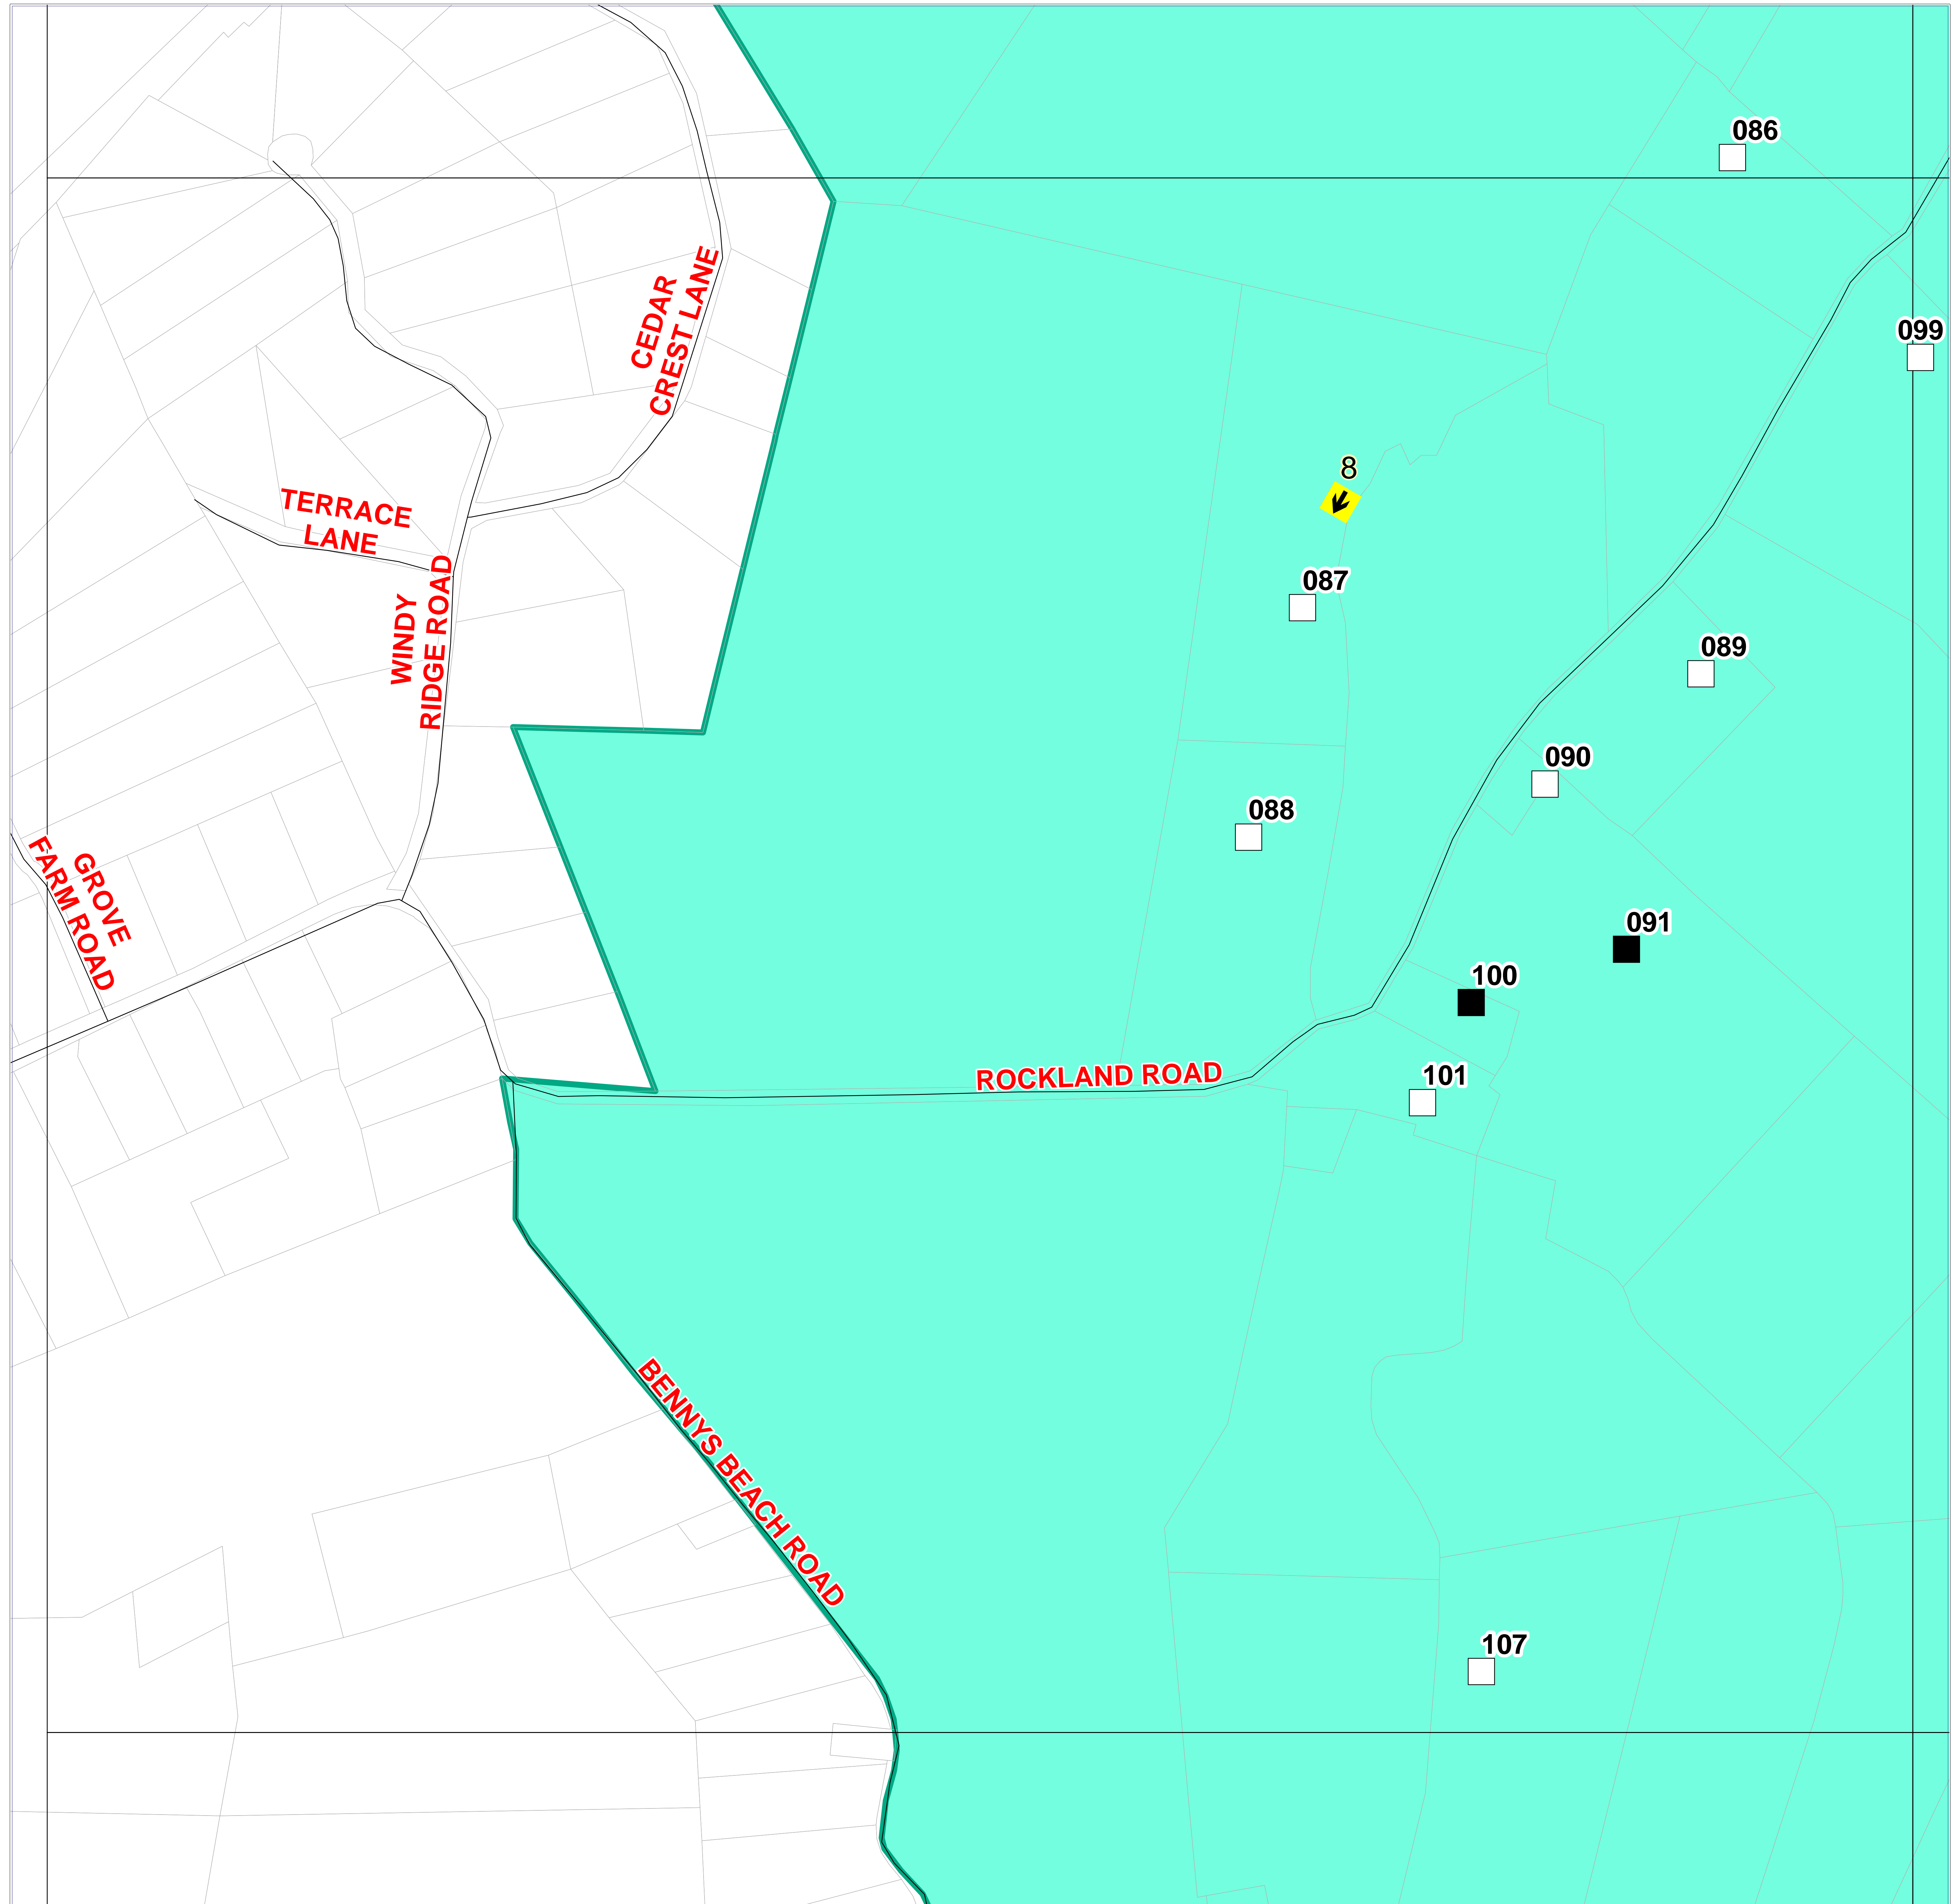 086
CEDAR
CREST LANE
099
8
TERRACE
LANE
087
WINDY
RIDGE ROAD
089
090
088
GROVE
FARM ROAD
091
100
ROCKLAND ROAD
101
BENNYS BEACH ROAD
107